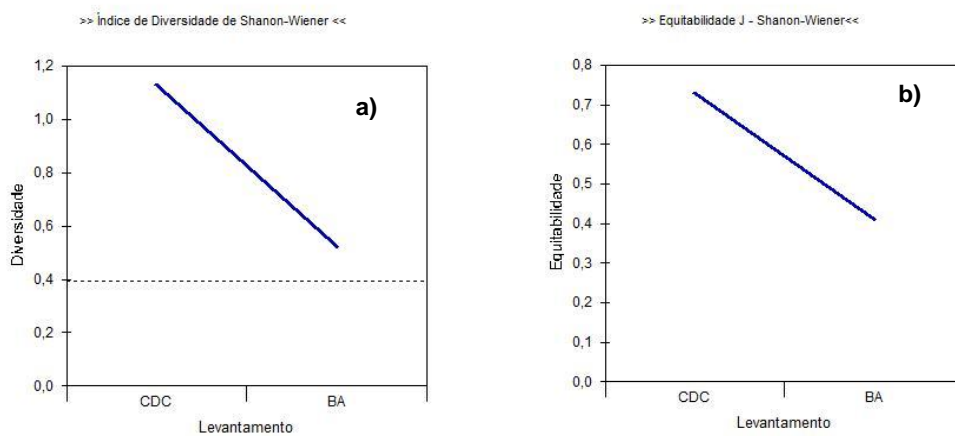 >> Índice de Diversidade de Shanon-Wiener <<
a)
1,2
1,0
0,8
0,6
0,4
0,2
0,0
Diversidade
CDC
BA
Levantamento
>> Equitabilidade J - Shanon-Wiener<<
b)
0,8
0,7
0,6
0,5
0,4
0,3
0,2
0,1
0,0
Equitabilidade
CDC
BA
Levantamento